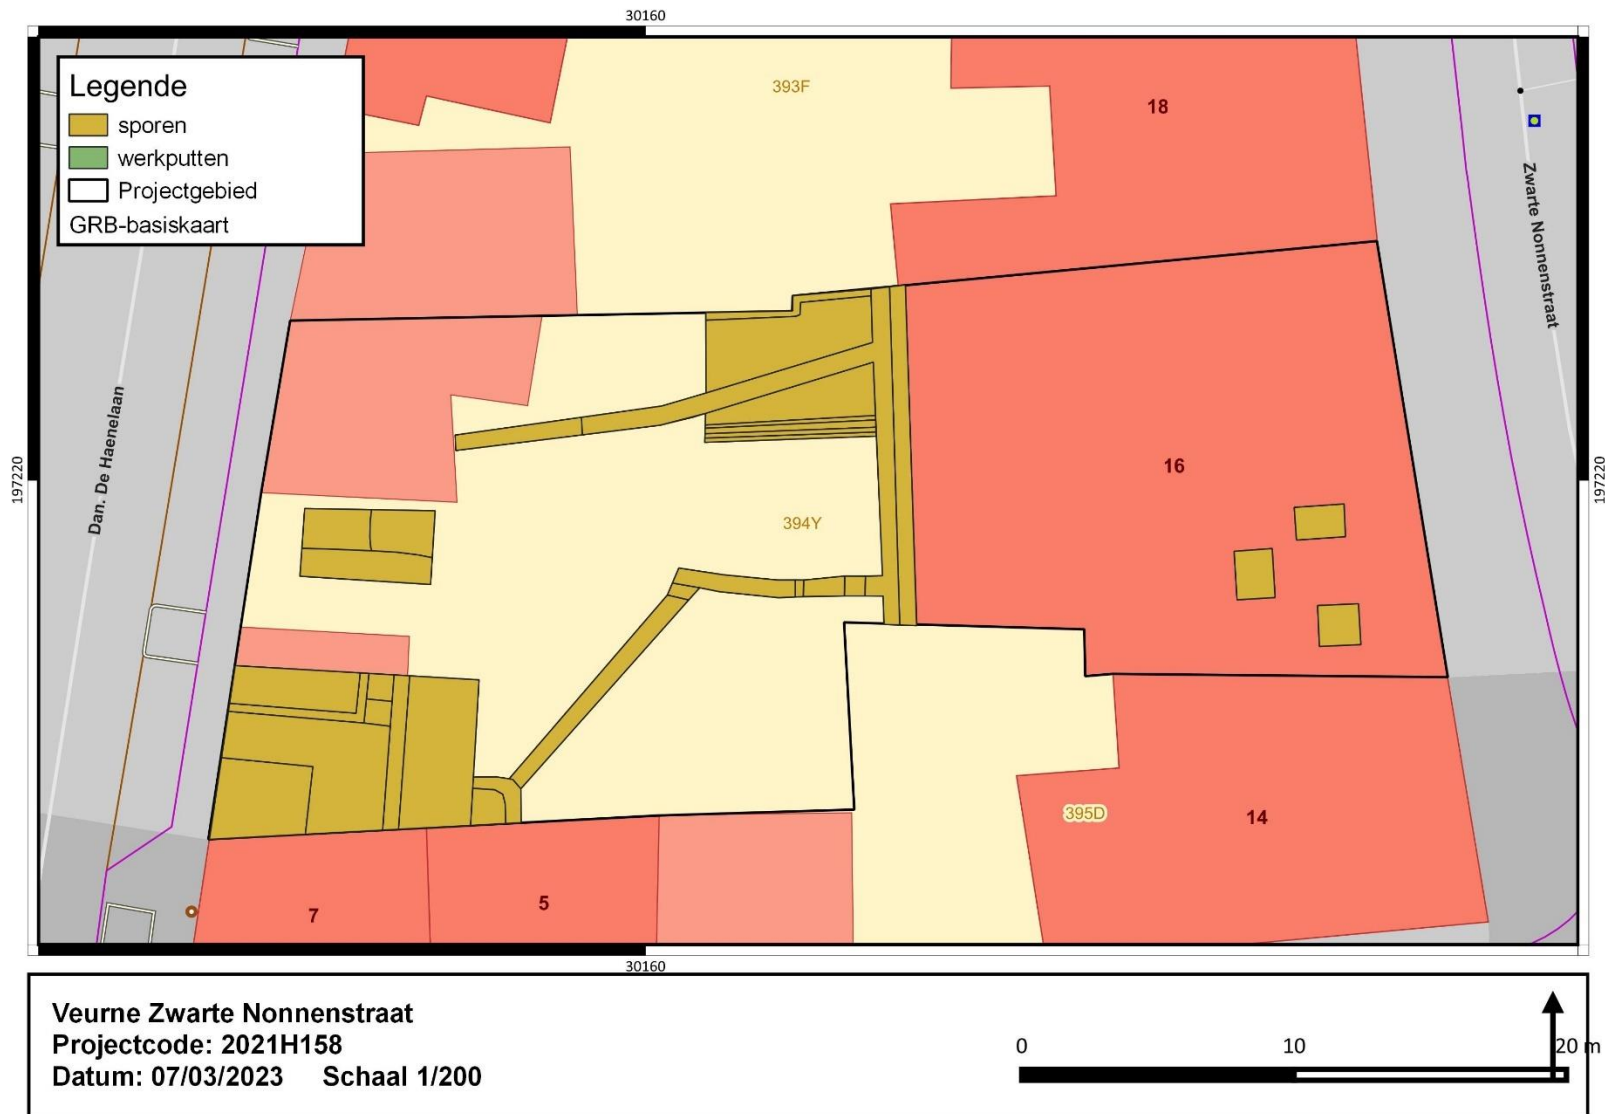 30160
Legende
sporen
werkputten
Projectgebied
GRB-basiskaart
393F
18
Zwarte Nonnenstraat
Dan. De Haenelaan
197220
197220
16
394Y
395D
14
7
5
30160
Veurne Zwarte Nonnenstraat
Projectcode: 2021H158
Datum: 07/03/2023 Schaal 1/200
0 10 20 m